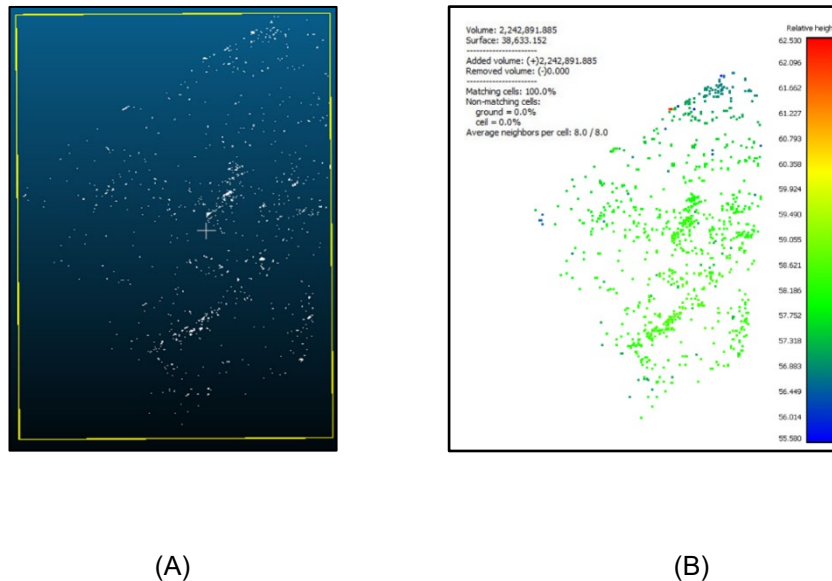 Volume: 2,242,891.885
Surface: 38,633.152
----------------------
Added volume: (+)2,242,891.885
Removed volume: (-)0.000
----------------------
Matching cells: 100.0%
Non-matching cells:
ground = 0.0%
ceil = 0.0%
Average neighbors per cell: 8.0 / 8.0
Relative heigh
62.530
62.096
61.662
61.227
60.793
60.358
59.924
59.490
59.055
58.621
58.186
57.752
57.318
56.883
56.449
56.014
55.580
(A) (B)